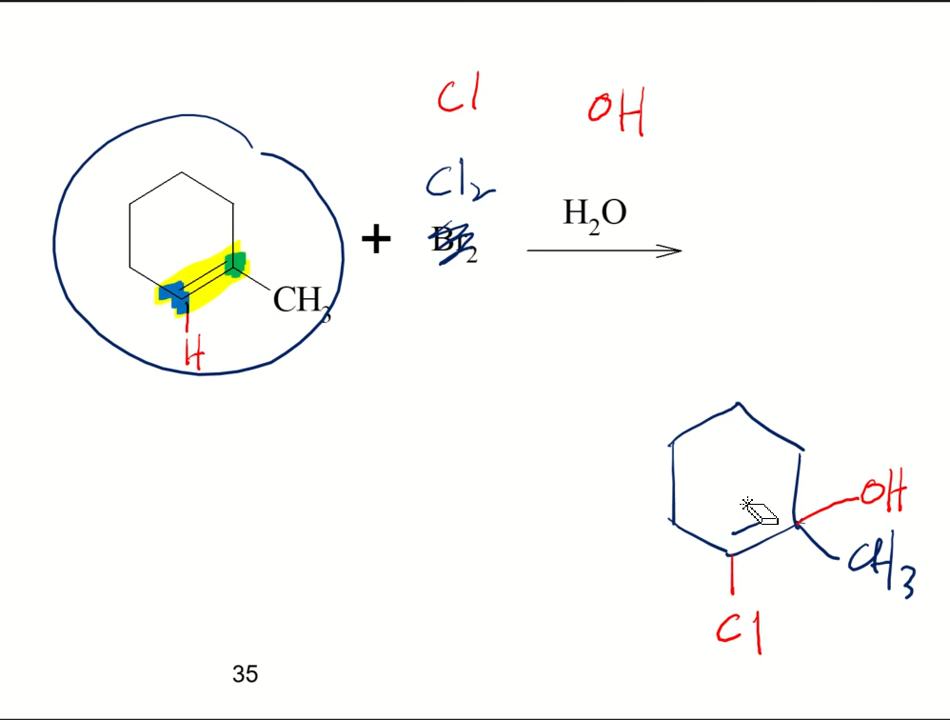 Cl OH
Cl₂
+ Br₂ H₂O
CH₃
H
OH
CH₃
Cl
35